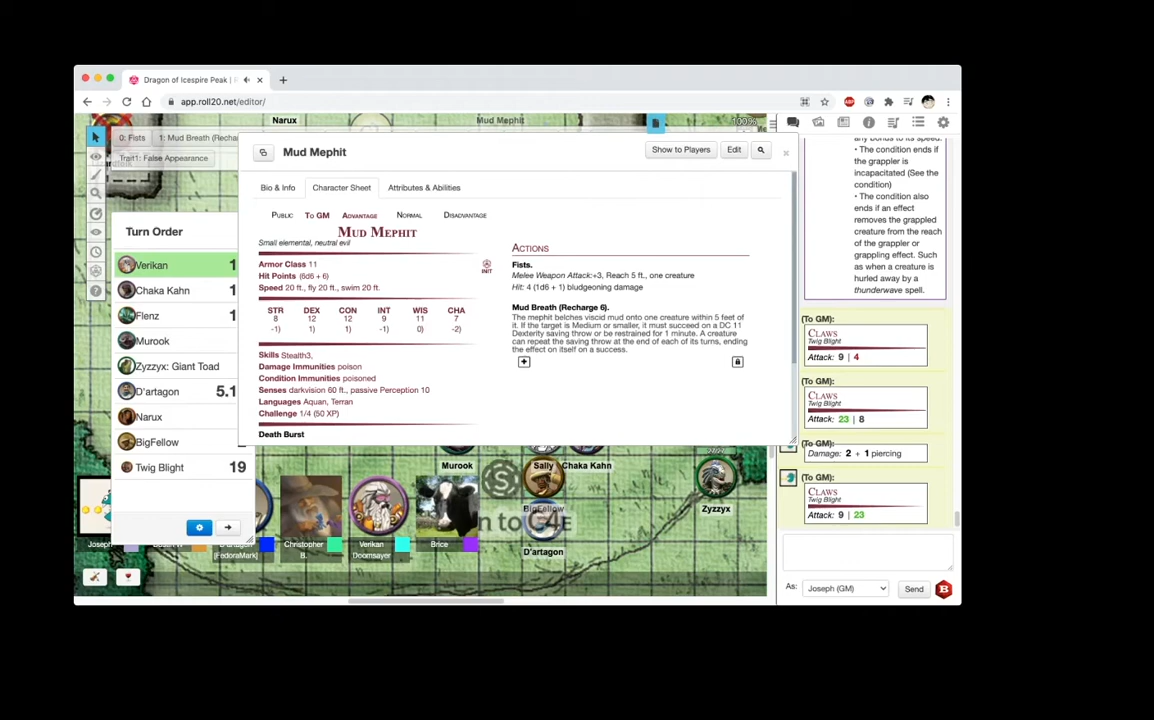 Dragon of Icespire Peak |
app.roll20.net/editor/
Narux
Mud Mephit
100%
0: Fists
1: Mud Breath (Recha
Trait1: False Appearance
Turn Order
Verikan 1
Chaka Kahn 1
Flenz 1
Murook
Zyzzyx: Giant Toad
D'artagon 5.1
Narux
BigFellow
Twig Blight 19
Mud Mephit
Show to Players
Edit
Bio & Info
Character Sheet
Attributes & Abilities
Public
To GM
Advantage
Normal
Disadvantage
Mud Mephit
Small elemental, neutral evil
Armor Class 11
Hit Points (6d6 + 6)
Speed 20 ft., fly 20 ft., swim 20 ft.
INIT
STR DEX CON INT WIS CHA
8 12 12 9 11 7
-1) 1) 1) -1) 0) -2)
Skills Stealth3,
Damage Immunities poison
Condition Immunities poisoned
Senses darkvision 60 ft., passive Perception 10
Languages Aquan, Terran
Challenge 1/4 (50 XP)
Death Burst
Actions
Fists.
Melee Weapon Attack:+3, Reach 5 ft., one creature
Hit: 4 (1d6 + 1) bludgeoning damage
Mud Breath (Recharge 6).
The mephit belches viscid mud onto one creature within 5 feet of
it. If the target is Medium or smaller, it must succeed on a DC 11
Dexterity saving throw or be restrained for 1 minute. A creature
can repeat the saving throw at the end of each of its turns, ending
the effect on itself on a success.
Murook
Sally
Chaka Kahn
27/27
Zyzzyx
BigFellow
n to G4E
D'artagon
Joseph
D'artagon
(FedoraMark)
Christopher
B.
Verikan
Doomsayer
Brice
any bonus to its speed.
• The condition ends
if the grappler is
incapacitated (See the
condition)
• The condition also
ends if an effect
removes the grappled
creature from the reach
of the grappler or
grappling effect. Such
as when a creature is
hurled away by a
thunderwave spell.
(To GM):
Claws
Twig Blight
Attack: 9 | 4
(To GM):
Claws
Twig Blight
Attack: 23 | 8
(To GM):
Damage: 2 + 1 piercing
(To GM):
Claws
Twig Blight
Attack: 9 | 23
As:
Joseph (GM)
Send